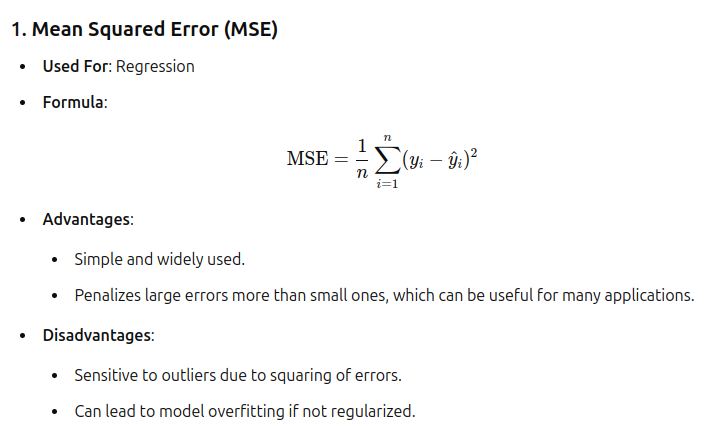 1. Mean Squared Error (MSE)
• Used For: Regression
• Formula:
MSE = \frac{1}{n} \sum_{i=1}^{n} (y_i - \hat{y}_i)^2
• Advantages:
• Simple and widely used.
• Penalizes large errors more than small ones, which can be useful for many applications.
• Disadvantages:
• Sensitive to outliers due to squaring of errors.
• Can lead to model overfitting if not regularized.